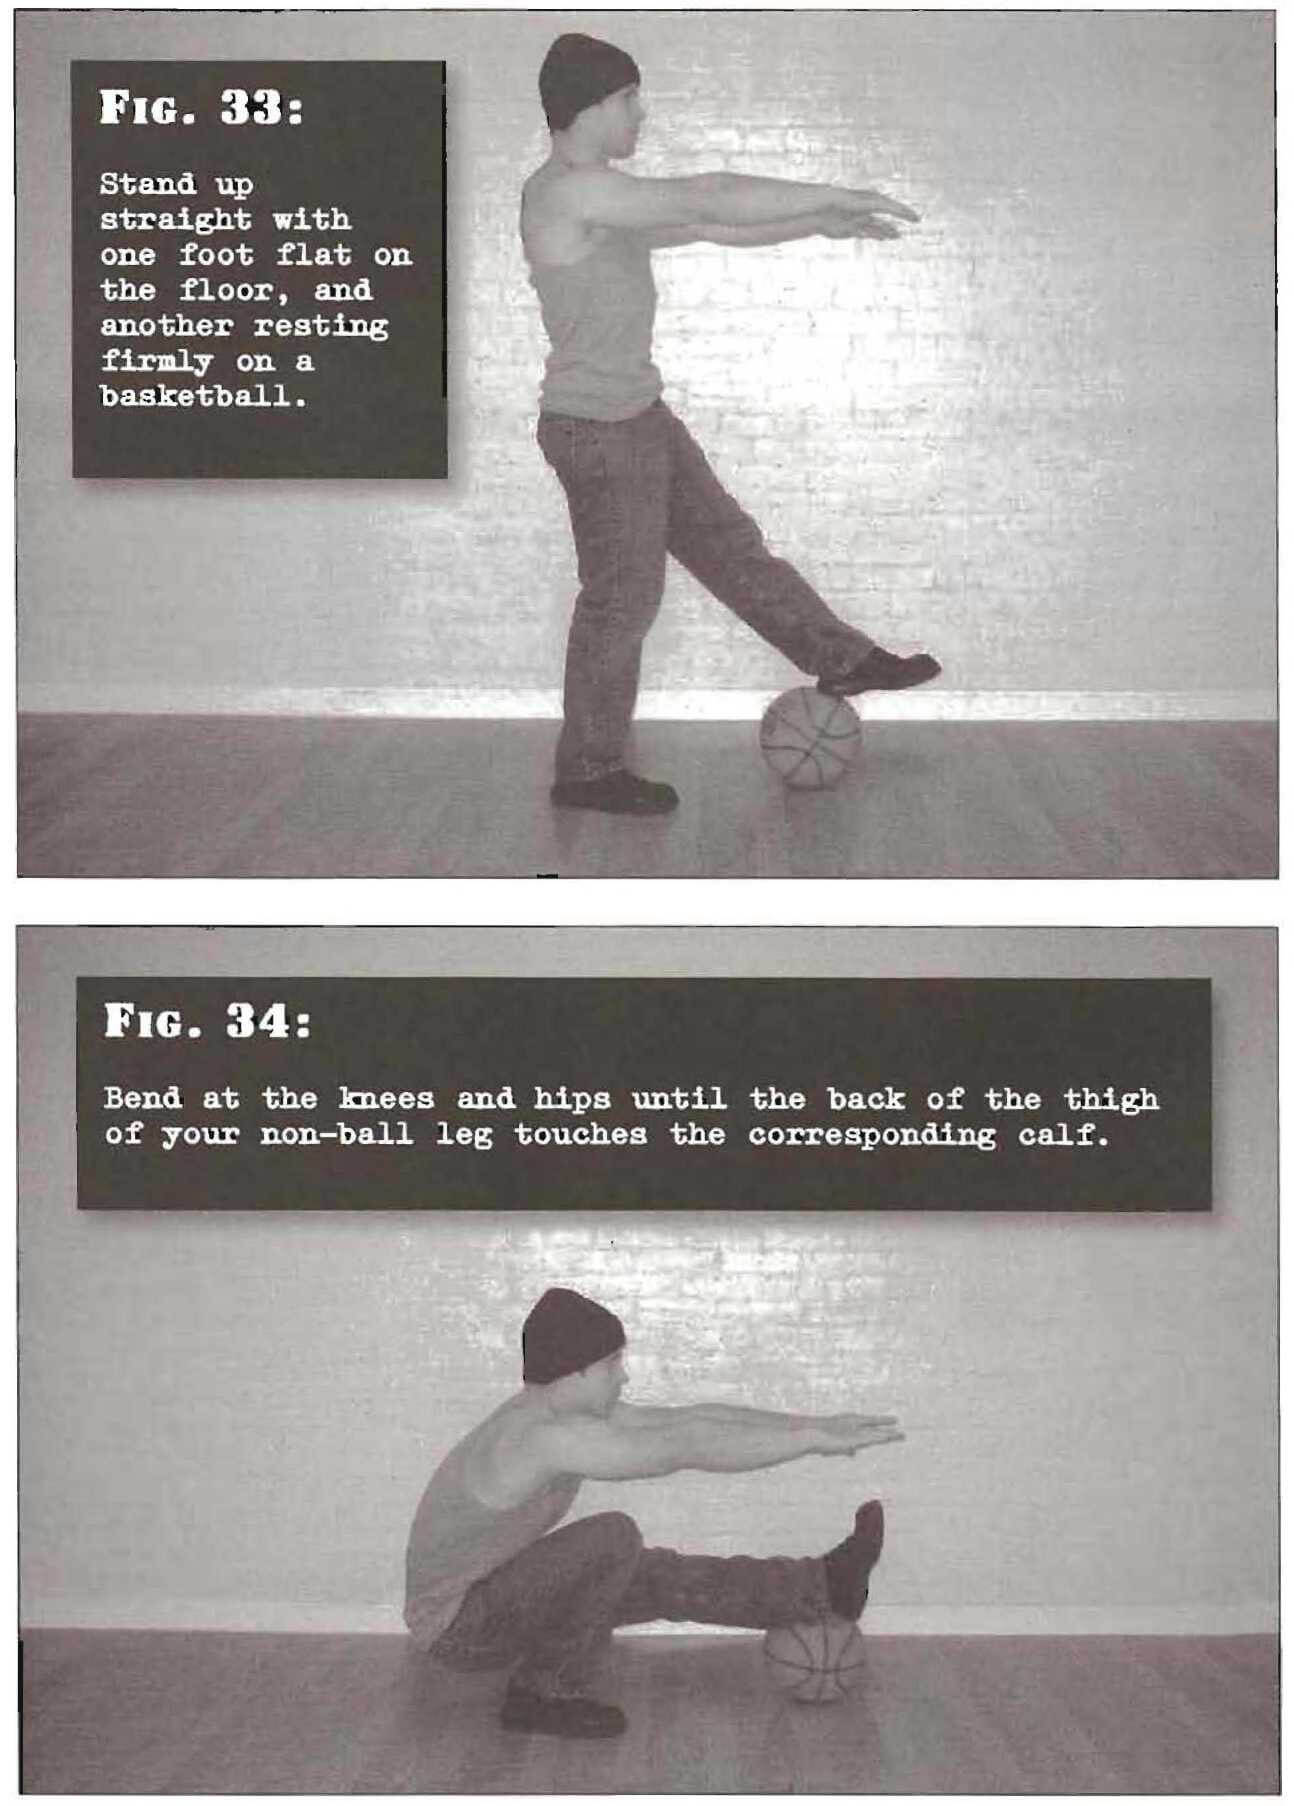 FIG. 33:
Stand up
straight with
one foot flat on
the floor, and
another resting
firmly on a
basketball.
FIG. 34:
Bend at the knees and hips until the back of the thigh
of your non-ball leg touches the corresponding calf.